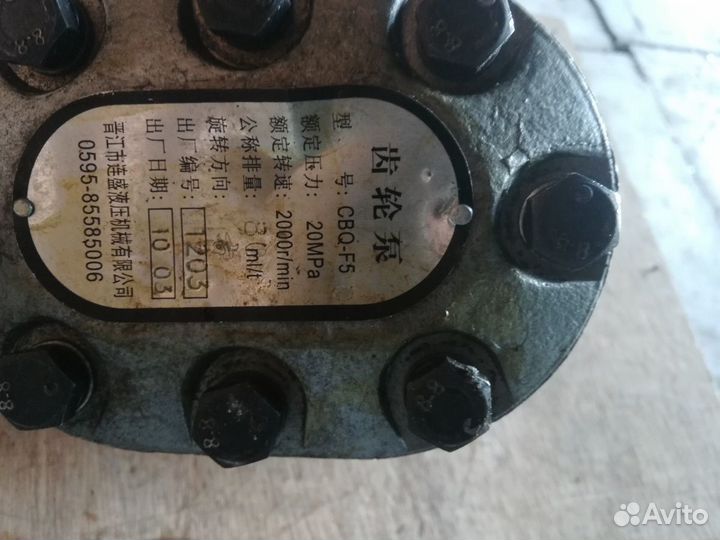 齿轮泵
型 号: CBQ-F5
额定压力: 20MPa
额定转速: 2000r/min
公称排量: (ml/r)
旋转方向:
出厂编号: 1203
出厂日期: 10 03
晋江市连盛液压机械有限公司
0595-85585006
8.8
8.8
8.8
8.8
8.8
Avito